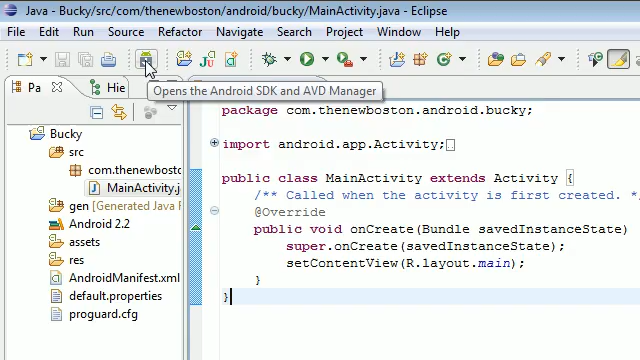 Java - Bucky/src/com/thenewboston/android/bucky/MainActivity.java - Eclipse
File Edit Run Source Refactor Navigate Search Project Window Help
Pa Hie
Opens the Android SDK and AVD Manager
Bucky
src
com.thenewbosto
MainActivity.ja
gen [Generated Java F
Android 2.2
assets
res
AndroidManifest.xml
default.properties
proguard.cfg
package com.thenewboston.android.bucky;
import android.app.Activity;
public class MainActivity extends Activity {
/** Called when the activity is first created. *
@Override
public void onCreate(Bundle savedInstanceState)
super.onCreate(savedInstanceState);
setContentView(R.layout.main);
}
}